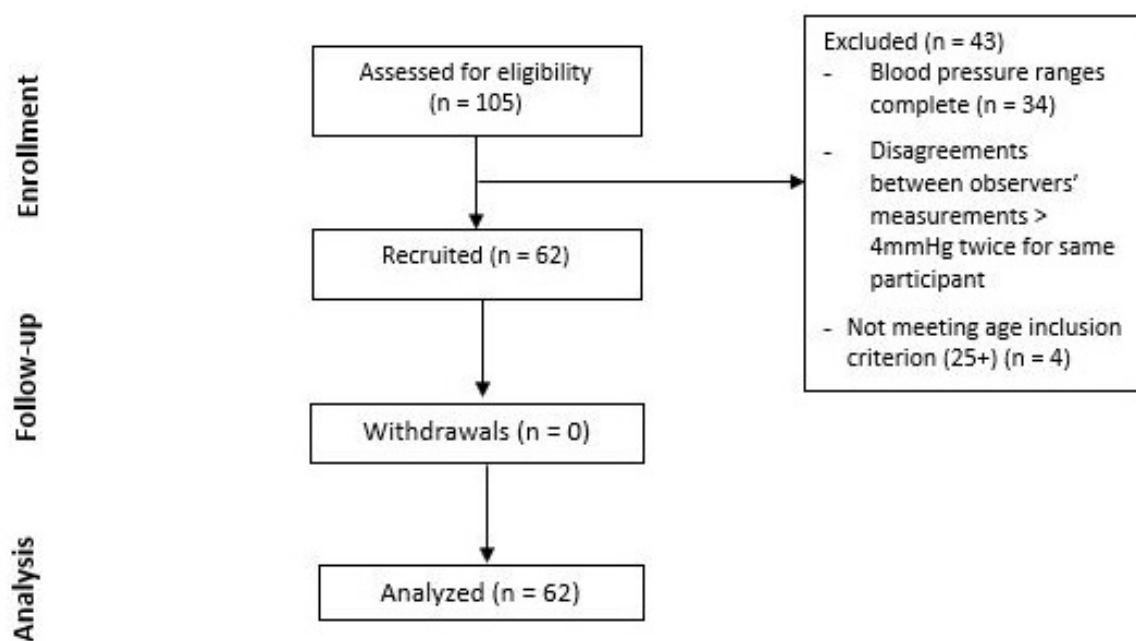 Enrollment
Assessed for eligibility
(n = 105)
Excluded (n = 43)
- Blood pressure ranges
complete (n = 34)
- Disagreements
between observers’
measurements >
4mmHg twice for same
participant
- Not meeting age inclusion
criterion (25+) (n = 4)
Recruited (n = 62)
Follow-up
Withdrawals (n = 0)
Analysis
Analyzed (n = 62)